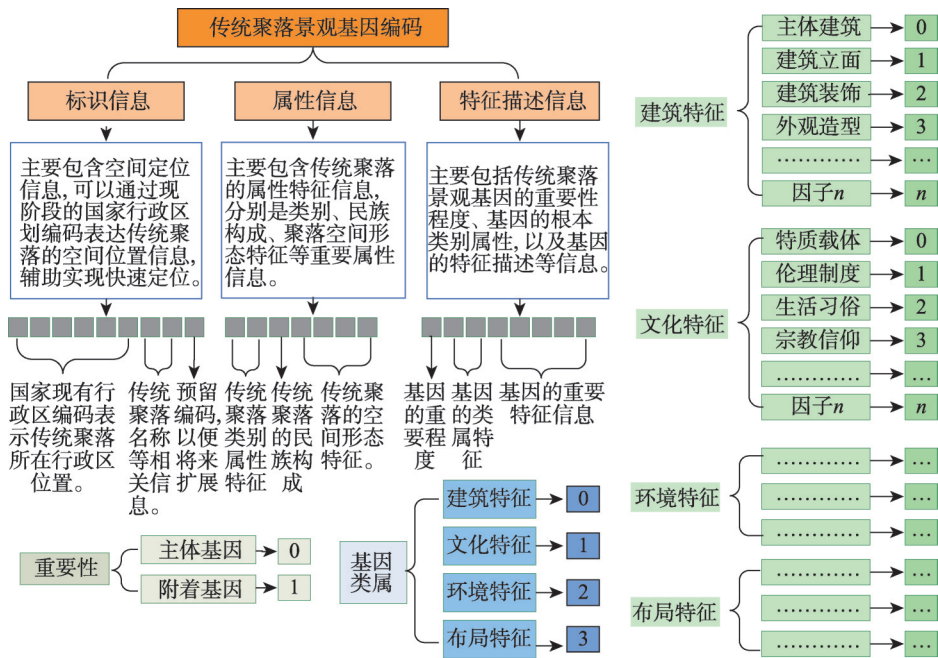 传统聚落景观基因编码
标识信息
属性信息
特征描述信息
主要包含空间定位
信息,可以通过现
阶段的国家行政区
划编码表达传统聚
落的空间位置信息,
辅助实现快速定位。
主要包含传统聚落
的属性特征信息,
分别是类别、民族
构成、聚落空间形
态特征等重要属性
信息。
主要包括传统聚落
景观基因的重要性
程度、基因的根本
类别属性,以及基因
的特征描述等信息。
国家现有行
政区编码表
示传统聚落
所在行政区
位置。
传统
聚落
名称
等相
关信
息。
预留
编码,
以便
将来
扩展
传统
聚落
类别
属性
特征
传统
聚落
的民
族构
成
传统聚
落的空
间形态
特征。
基因
的重
要程
度
基因
的类
属特
征
基因的重要
特征信息
重要性
主体基因
0
附着基因
1
基因
类属
建筑特征
0
文化特征
1
环境特征
2
布局特征
3
建筑特征
主体建筑
0
建筑立面
1
建筑装饰
2
外观造型
3
…………
…
因子n
n
文化特征
特质载体
0
伦理制度
1
生活习俗
2
宗教信仰
3
…………
…
因子n
n
环境特征
…………
…
…………
…
…………
…
布局特征
…………
…
…………
…
…………
…